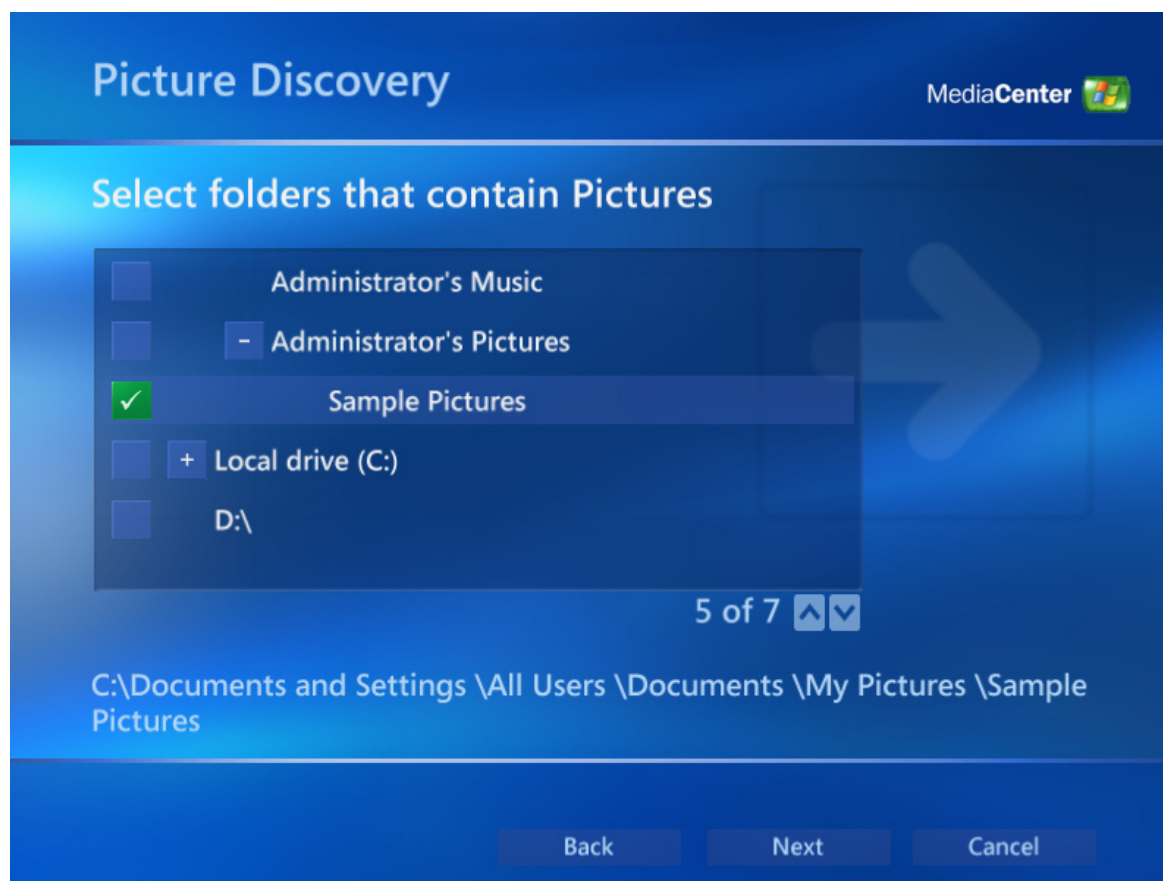 Picture Discovery
MediaCenter
Select folders that contain Pictures
Administrator's Music
- Administrator's Pictures
✓ Sample Pictures
+ Local drive (C:)
D:\
5 of 7
C:\Documents and Settings \All Users \Documents \My Pictures \Sample
Pictures
Back Next Cancel